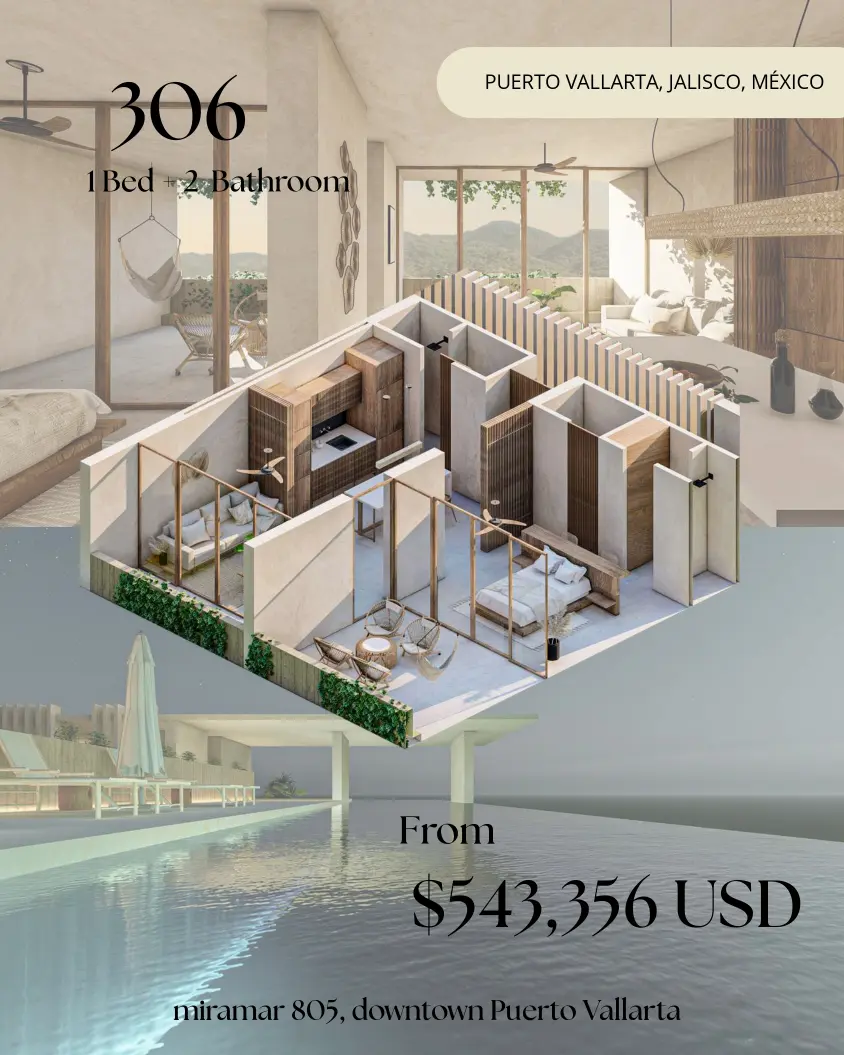 306
1 Bed + 2 Bathroom
PUERTO VALLARTA, JALISCO, MÉXICO
From
$543,356 USD
miramar 805, downtown Puerto Vallarta